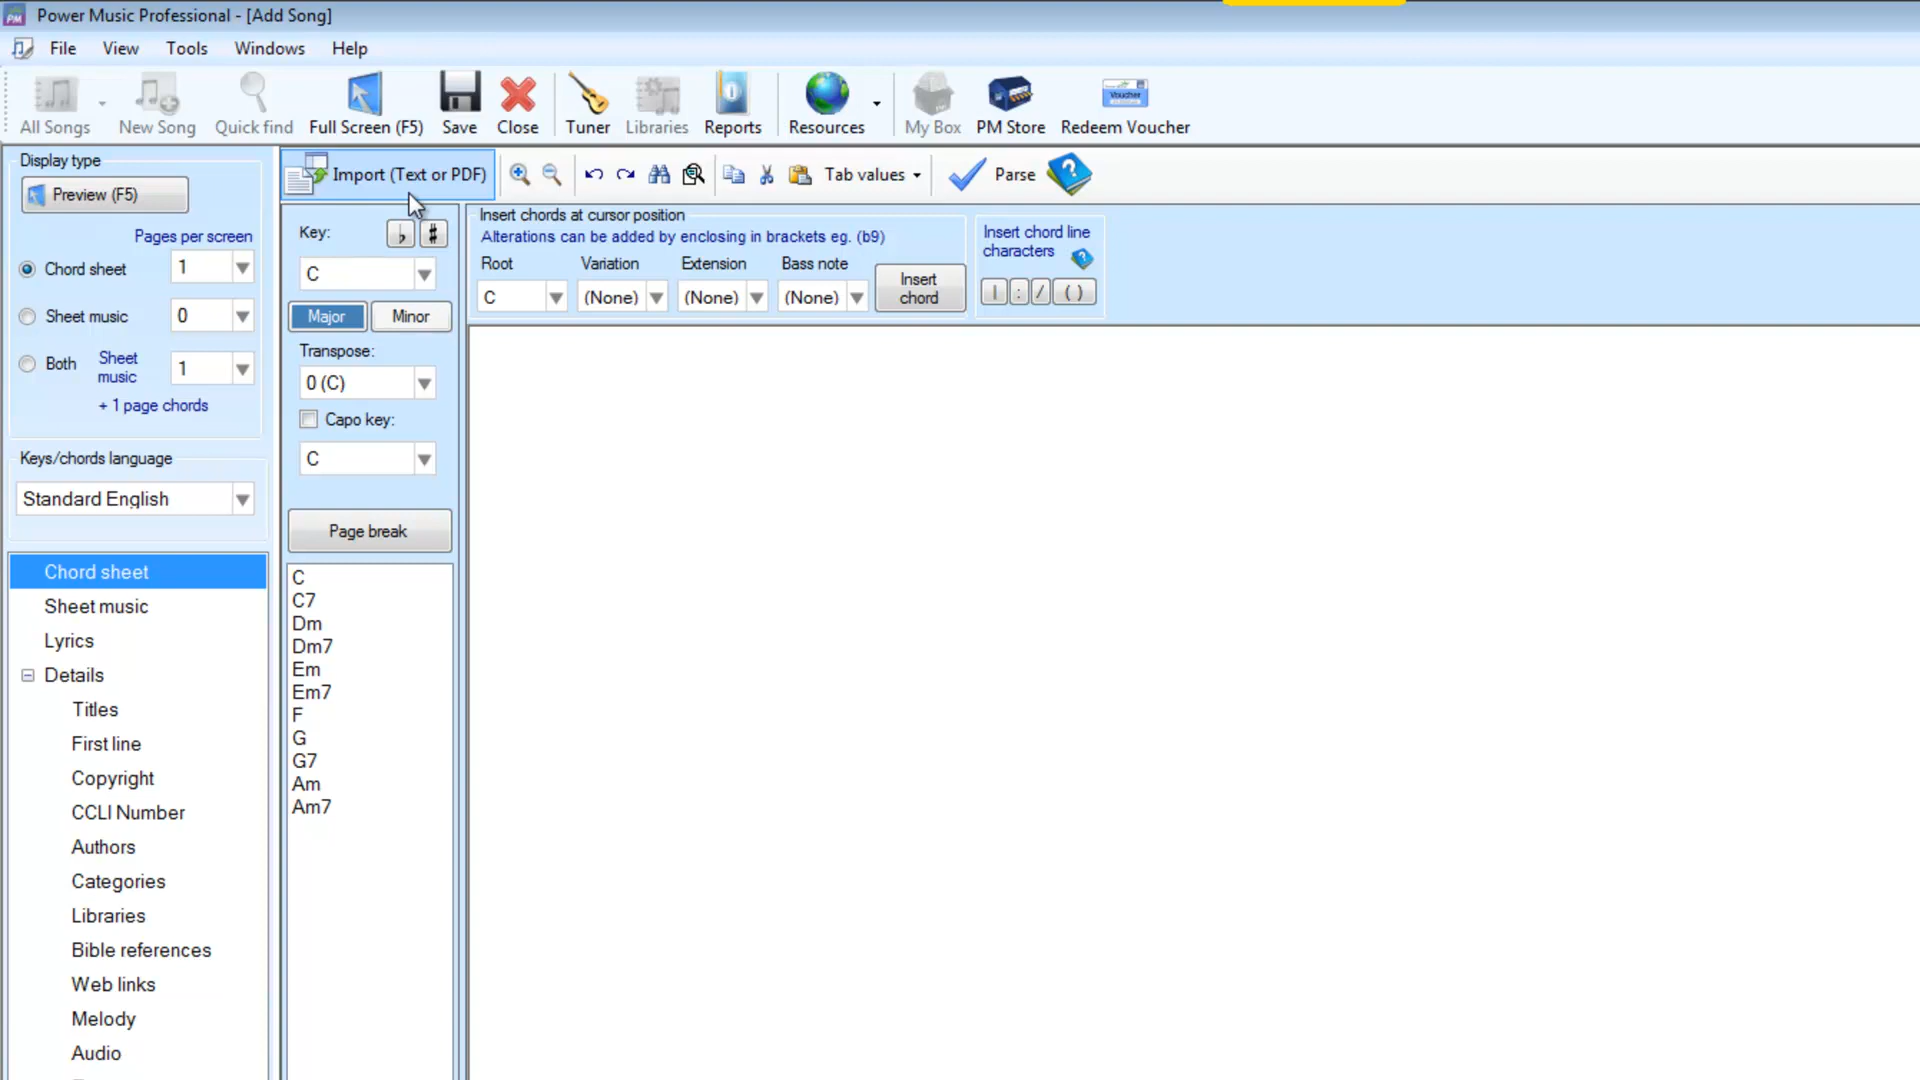 Power Music Professional - [Add Song]
File View Tools Windows Help
All Songs New Song Quick find Full Screen (F5) Save Close Tuner Libraries Reports Resources My Box PM Store Voucher Redeem Voucher
Display type
Preview (F5)
Pages per screen
Chord sheet 1
Sheet music 0
Both Sheet music 1
+ 1 page chords
Keys/chords language
Standard English
Chord sheet
Sheet music
Lyrics
Details
Titles
First line
Copyright
CCLI Number
Authors
Categories
Libraries
Bible references
Web links
Melody
Audio
Import (Text or PDF) Tab values Parse
Key: ♭ ♯
C
Major Minor
Transpose:
0 (C)
Capo key:
C
Page break
C
C7
Dm
Dm7
Em
Em7
F
G
G7
Am
Am7
Insert chords at cursor position
Alterations can be added by enclosing in brackets eg. (b9)
Root Variation Extension Bass note
C (None) (None) (None)
Insert
chord
Insert chord line
characters
| : / ( )